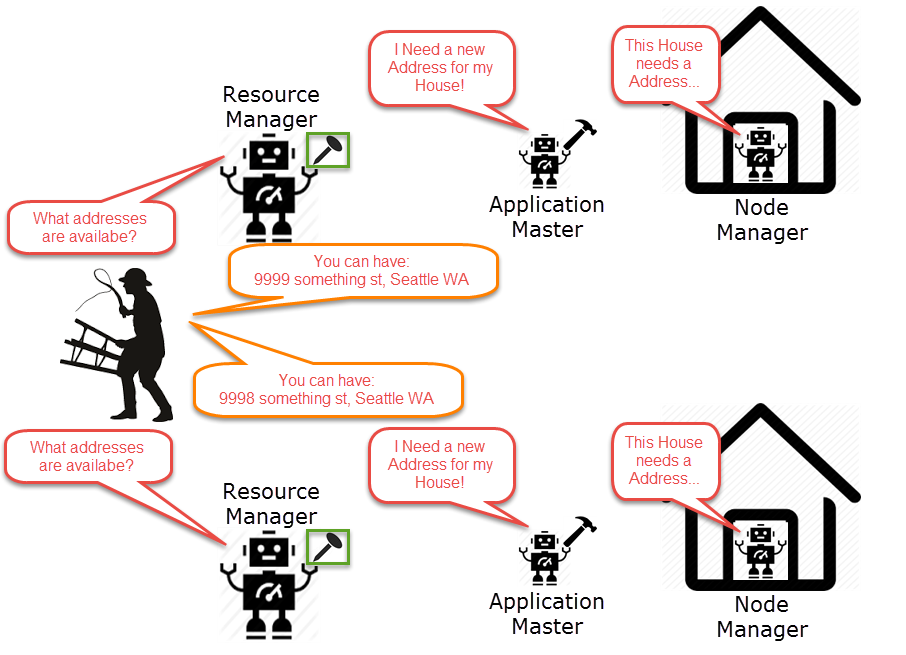 I Need a new
Address for my
House!
This House
needs a
Address...
Resource
Manager
Application
Master
Node
Manager
What addresses
are availabe?
You can have:
9999 something st, Seattle WA
You can have:
9998 something st, Seattle WA
What addresses
are availabe?
I Need a new
Address for my
House!
This House
needs a
Address...
Resource
Manager
Application
Master
Node
Manager